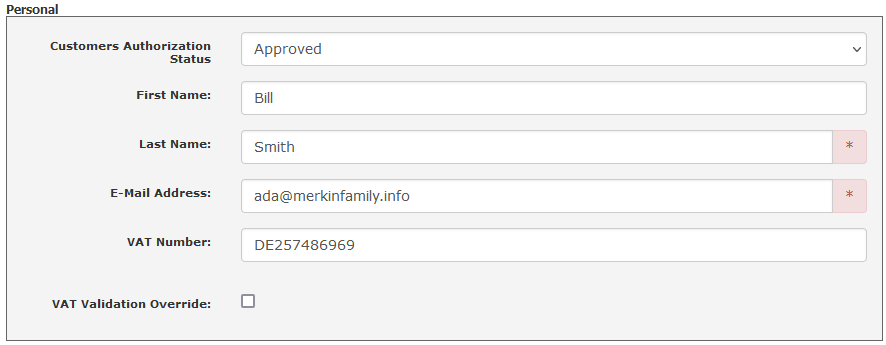 Personal
Customers Authorization
Status
Approved
First Name:
Bill
Last Name:
Smith
*
E-Mail Address:
ada@merkinfamily.info
*
VAT Number:
DE257486969
VAT Validation Override: